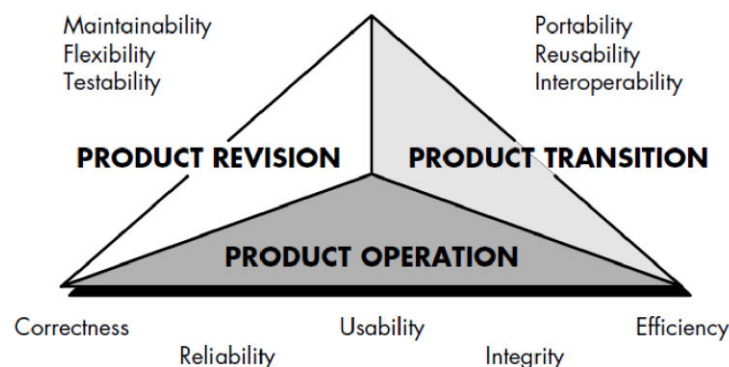 Maintainability
Flexibility
Testability
Portability
Reusability
Interoperability
PRODUCT REVISION
PRODUCT TRANSITION
PRODUCT OPERATION
Correctness
Usability
Efficiency
Reliability
Integrity